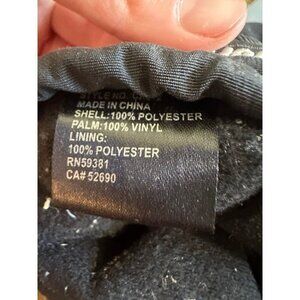 STYLE NO.
MADE IN CHINA
SHELL:100% POLYESTER
PALM:100% VINYL
LINING:
100% POLYESTER
RN59381
CA# 52690